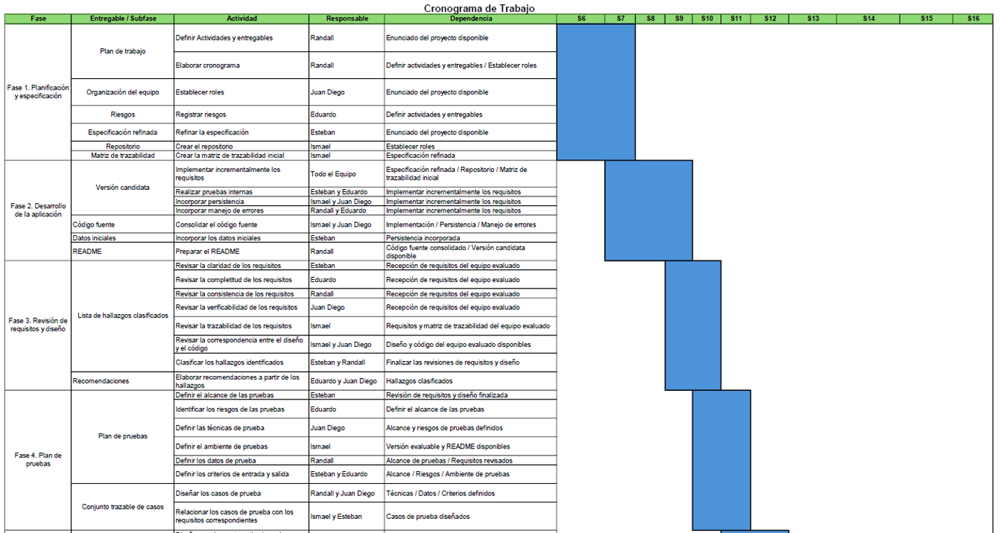 Cronograma de Trabajo
Fase Entregable / Subfase Actividad Responsable Dependencia S6 S7 S8 S9 S10 S11 S12 S13 S14 S15 S16
Fase 1. Planificación
y especificación
Plan de trabajo
Definir Actividades y entregables Randall Enunciado del proyecto disponible
Elaborar cronograma Randall Definir actividades y entregables / Establecer roles
Organización del equipo Establecer roles Juan Diego Enunciado del proyecto disponible
Riesgos Registrar riesgos Eduardo Definir actividades y entregables
Especificación refinada Refinar la especificación Esteban Enunciado del proyecto disponible
Repositorio Crear el repositorio Ismael Establecer roles
Matriz de trazabilidad Crear la matriz de trazabilidad inicial Ismael Especificación refinada
Fase 2. Desarrollo
de la aplicación
Versión candidata
Implementar incrementalmente los
requisitos
Todo el Equipo
Especificación refinada / Repositorio / Matriz de
trazabilidad inicial
Realizar pruebas internas Esteban y Eduardo Implementar incrementalmente los requisitos
Incorporar persistencia Ismael y Juan Diego Implementar incrementalmente los requisitos
Incorporar manejo de errores Randall y Eduardo Implementar incrementalmente los requisitos
Código fuente Consolidar el código fuente Ismael y Juan Diego Implementación / Persistencia / Manejo de errores
Datos iniciales Incorporar los datos iniciales Esteban Persistencia incorporada
README Preparar el README Randall
Código fuente consolidado / Versión candidata
disponible
Fase 3. Revisión de
requisitos y diseño
Lista de hallazgos clasificados
Revisar la claridad de los requisitos Esteban Recepción de requisitos del equipo evaluado
Revisar la completitud de los requisitos Eduardo Recepción de requisitos del equipo evaluado
Revisar la consistencia de los requisitos Randall Recepción de requisitos del equipo evaluado
Revisar la verificabilidad de los requisitos Juan Diego Recepción de requisitos del equipo evaluado
Revisar la trazabilidad de los requisitos Ismael Requisitos y matriz de trazabilidad del equipo evaluado
Revisar la correspondencia entre el diseño
y el código
Ismael y Juan Diego Diseño y código del equipo evaluado disponibles
Clasificar los hallazgos identificados Esteban y Randall Finalizar las revisiones de requisitos y diseño
Recomendaciones
Elaborar recomendaciones a partir de los
hallazgos
Eduardo y Juan Diego Hallazgos clasificados
Fase 4. Plan de
pruebas
Plan de pruebas
Definir el alcance de las pruebas Esteban Revisión de requisitos y diseño finalizada
Identificar los riesgos de las pruebas Eduardo Definir el alcance de las pruebas
Definir las técnicas de prueba Juan Diego Alcance y riesgos de pruebas definidos
Definir el ambiente de pruebas Ismael Versión evaluable y README disponibles
Definir los datos de prueba Randall Alcance de pruebas / Requisitos revisados
Definir los criterios de entrada y salida Esteban y Eduardo Alcance / Riesgos / Ambiente de pruebas
Conjunto trazable de casos
Diseñar los casos de prueba Randall y Juan Diego Técnicas / Datos / Criterios definidos
Relacionar los casos de prueba con los
requisitos correspondientes
Ismael y Esteban Casos de prueba diseñados